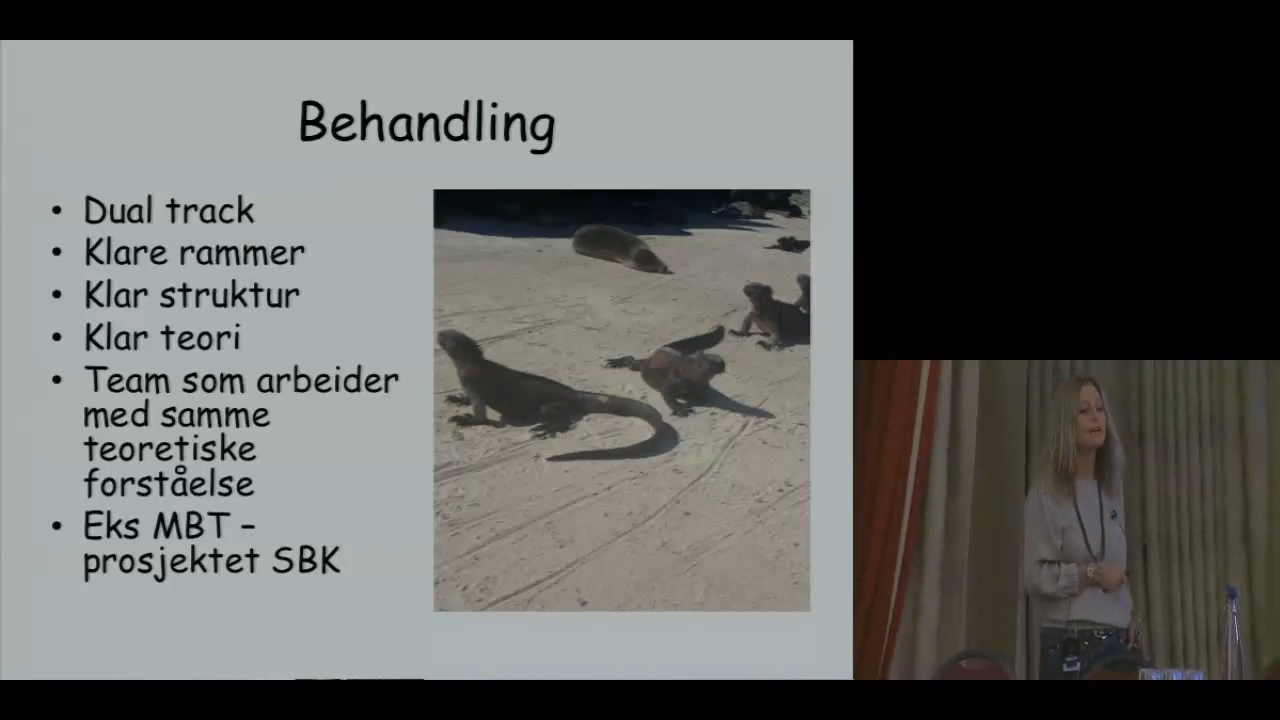 Behandling
• Dual track
• Klare rammer
• Klar struktur
• Klar teori
• Team som arbeider
med samme
teoretiske
forståelse
• Eks MBT –
prosjektet SBK